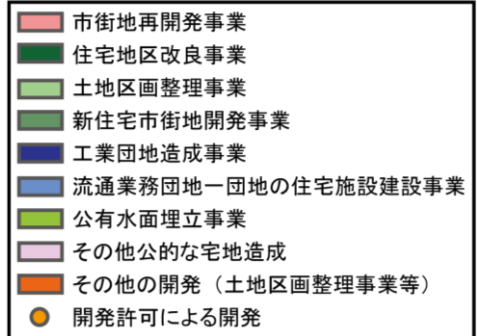 市街地再開発事業
住宅地区改良事業
土地区画整理事業
新住宅市街地開発事業
工業団地造成事業
流通業務団地一団地の住宅施設建設事業
公有水面埋立事業
その他公的な宅地造成
その他の開発（土地区画整理事業等）
開発許可による開発